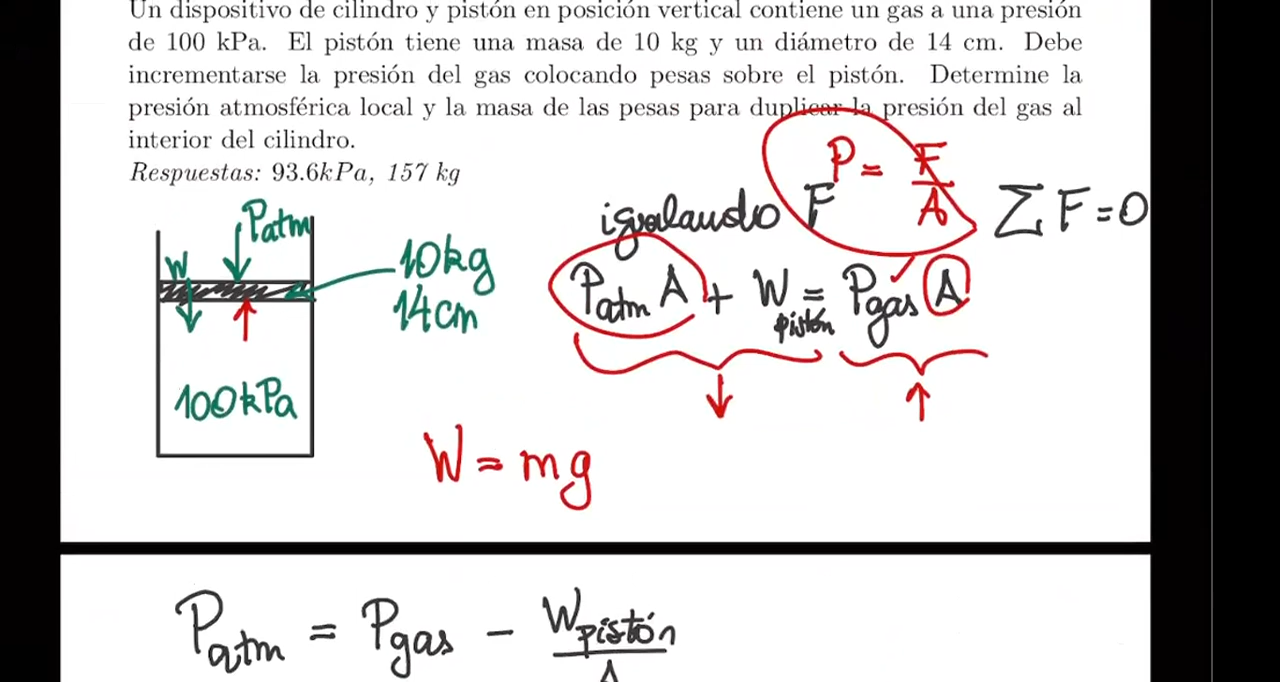 Un dispositivo de cilindro y pistón en posición vertical contiene un gas a una presión
de 100 kPa. El pistón tiene una masa de 10 kg y un diámetro de 14 cm. Debe
incrementarse la presión del gas colocando pesas sobre el pistón. Determine la
presión atmosférica local y la masa de las pesas para duplicar la presión del gas al
interior del cilindro.
Respuestas: 93.6kPa, 157 kg
P = F/A
igualando F
∑ F = 0
Patm
W
10kg
14cm
Patm A + W pistón = Pgas A
100kPa
W = mg
Patm = Pgas - Wpistón / A